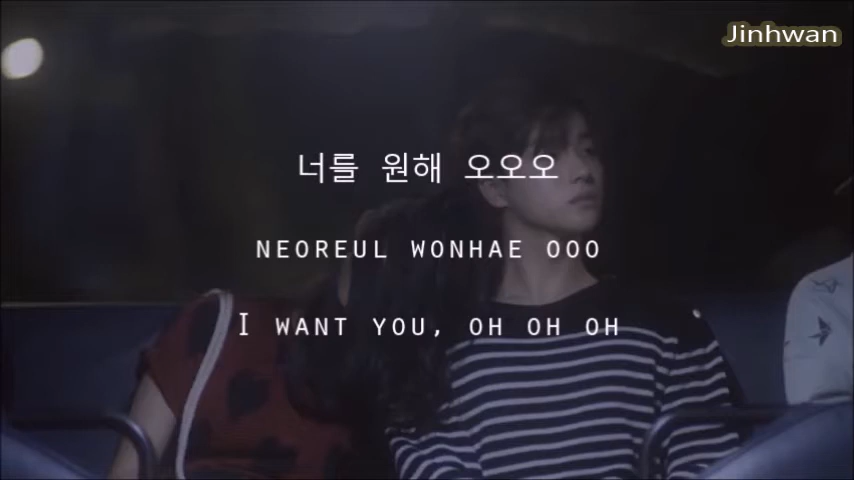 Jinhwan
너를 원해 오오오
NEOREUL WONHAE OOO
I WANT YOU, OH OH OH